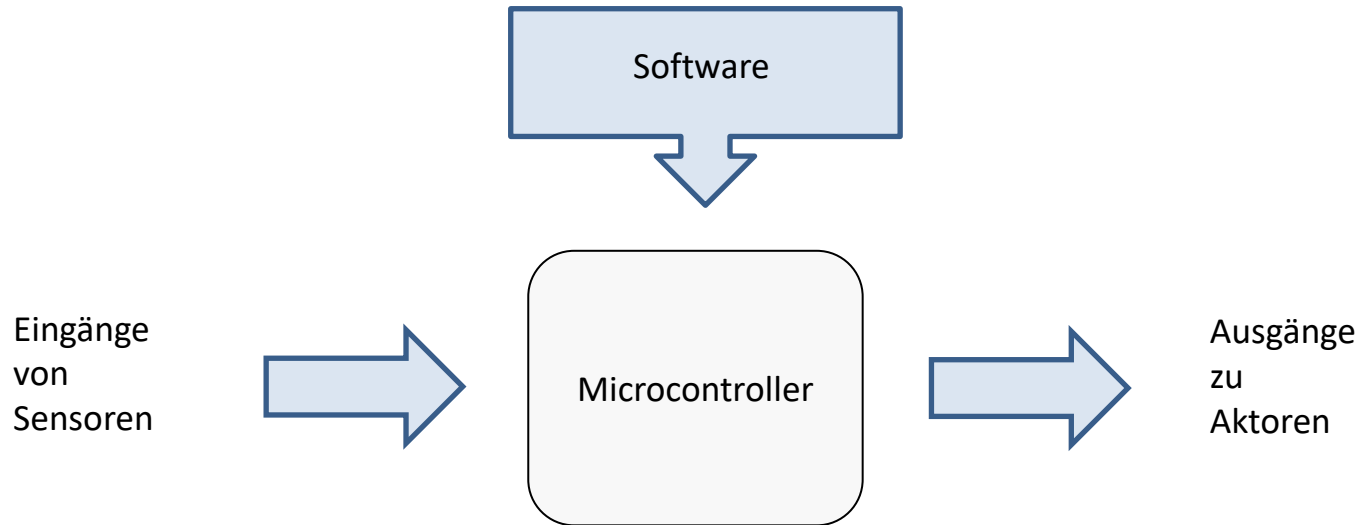 Software
Eingänge
von
Sensoren
Microcontroller
Ausgänge
zu
Aktoren